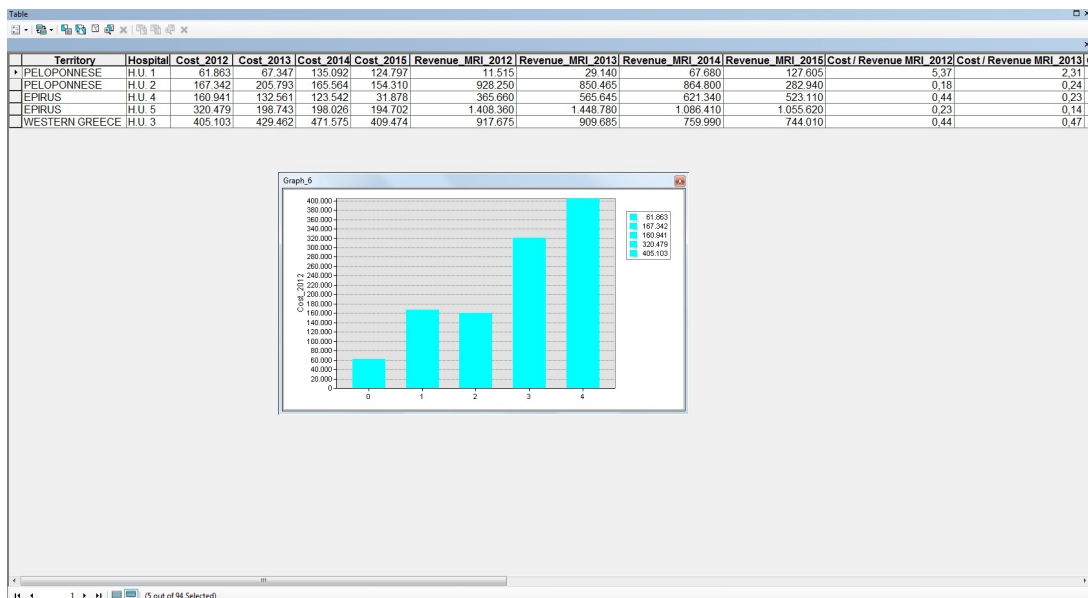 Table
Territory Hospital Cost_2012 Cost_2013 Cost_2014 Cost_2015 Revenue_MRI_2012 Revenue_MRI_2013 Revenue_MRI_2014 Revenue_MRI_2015 Cost / Revenue MRI_2012 Cost / Revenue MRI_2013
PELOPONNESE H.U. 1 61.863 67.347 135.092 124.797 11.515 29.140 67.680 127.605 5,37 2,31
PELOPONNESE H.U. 2 167.342 205.793 165.564 154.310 928.250 850.465 864.800 282.940 0,18 0,24
EPIRUS H.U. 4 160.941 132.561 123.542 31.878 365.660 565.645 621.340 523.110 0,44 0,23
EPIRUS H.U. 5 320.479 198.743 198.026 194.702 1.408.360 1.448.780 1.086.410 1.055.620 0,23 0,14
WESTERN GREECE H.U. 3 405.103 429.462 471.575 409.474 917.675 909.685 759.990 744.010 0,44 0,47
Graph_6
Cost_2012
400.000
380.000
360.000
340.000
320.000
300.000
280.000
260.000
240.000
220.000
200.000
180.000
160.000
140.000
120.000
100.000
80.000
60.000
40.000
20.000
0
0 1 2 3 4
61.863
167.342
160.941
320.479
405.103
1 (5 out of 94 Selected)